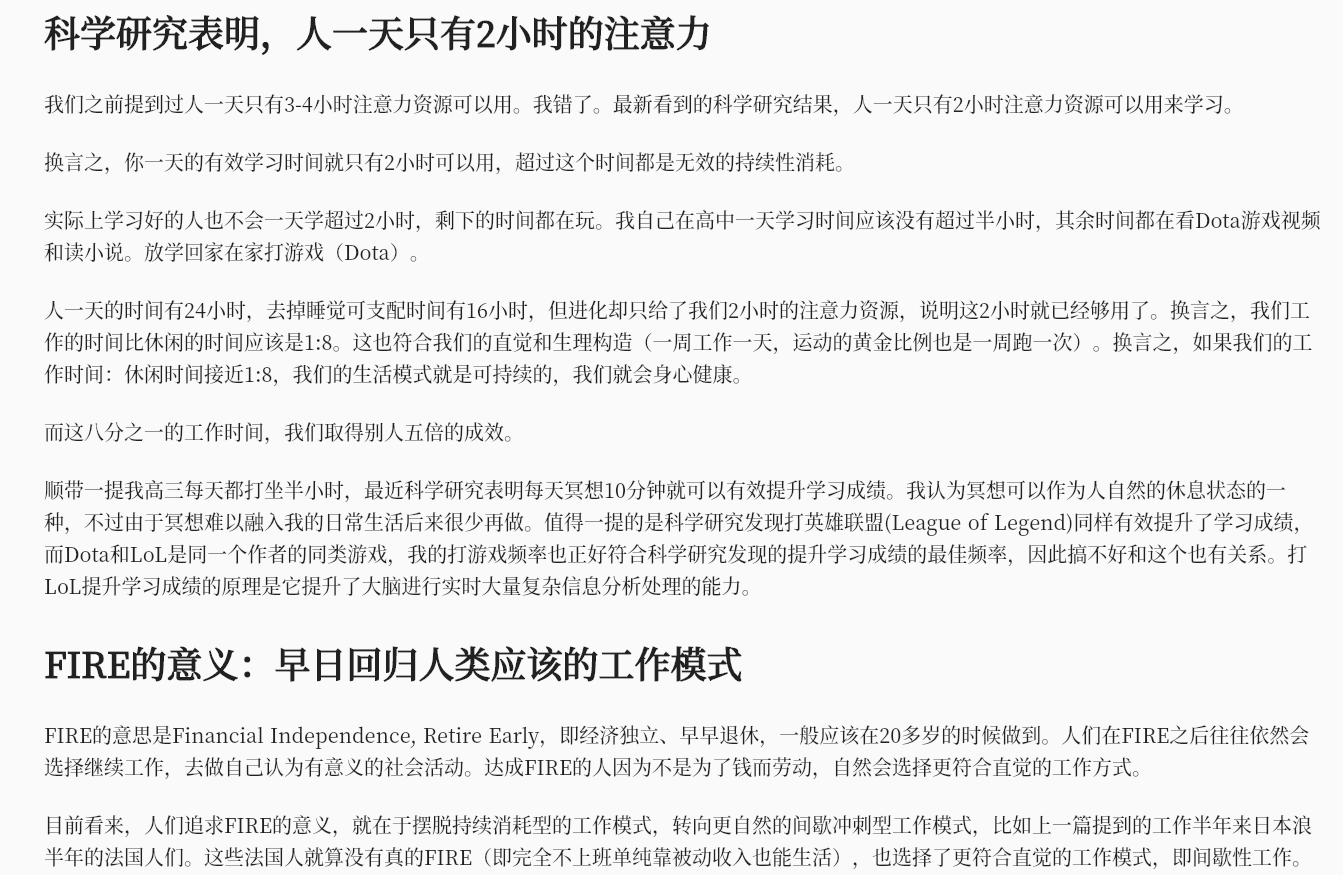 科学研究表明，人一天只有2小时的注意力
我们之前提到过人一天只有3-4小时注意力资源可以用。我错了。最新看到的科学研究结果，人一天只有2小时注意力资源可以用来学习。
换言之，你一天的有效学习时间就只有2小时可以用，超过这个时间都是无效的持续性消耗。
实际上学习好的人也不会一天学超过2小时，剩下的时间都在玩。我自己在高中一天学习时间应该没有超过半小时，其余时间都在看Dota游戏视频
和读小说。放学回家在家打游戏（Dota）。
人一天的时间有24小时，去掉睡觉可支配时间有16小时，但进化却只给了我们2小时的注意力资源，说明这2小时就已经够用了。换言之，我们工
作的时间比休闲的时间应该是1:8。这也符合我们的直觉和生理构造（一周工作一天，运动的黄金比例也是一周跑一次）。换言之，如果我们的工
作时间：休闲时间接近1:8，我们的生活模式就是可持续的，我们就会身心健康。
而这八分之一的工作时间，我们取得别人五倍的成效。
顺带一提我高三每天都打坐半小时，最近科学研究表明每天冥想10分钟就可以有效提升学习成绩。我认为冥想可以作为人自然的休息状态的一
种，不过由于冥想难以融入我的日常生活后来很少再做。值得一提的是科学研究发现打英雄联盟(League of Legend)同样有效提升了学习成绩，
而Dota和LoL是同一个作者的同类游戏，我的打游戏频率也正好符合科学研究发现的提升学习成绩的最佳频率，因此搞不好和这个也有关系。打
LoL提升学习成绩的原理是它提升了大脑进行实时大量复杂信息分析处理的能力。
FIRE的意义：早日回归人类应该的工作模式
FIRE的意思是Financial Independence, Retire Early，即经济独立、早早退休，一般应该在20多岁的时候做到。人们在FIRE之后往往依然会
选择继续工作，去做自己认为有意义的社会活动。达成FIRE的人因为不是为了钱而劳动，自然会选择更符合直觉的工作方式。
目前看来，人们追求FIRE的意义，就在于摆脱持续消耗型的工作模式，转向更自然的间歇冲刺型工作模式，比如上一篇提到的工作半年来日本浪
半年的法国人们。这些法国人就算没有真的FIRE（即完全不上班单纯靠被动收入也能生活），也选择了更符合直觉的工作模式，即间歇性工作。